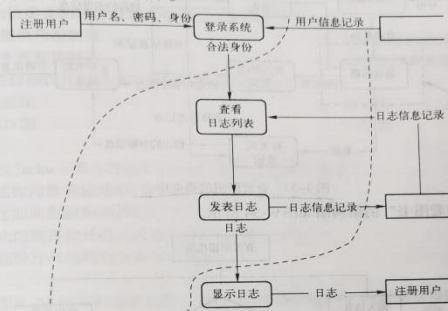 注册用户
用户名、密码、身份
登录系统
用户信息记录
合法身份
查看
日志列表
日志信息记录
发表日志
日志信息记录
日志
显示日志
日志
注册用户